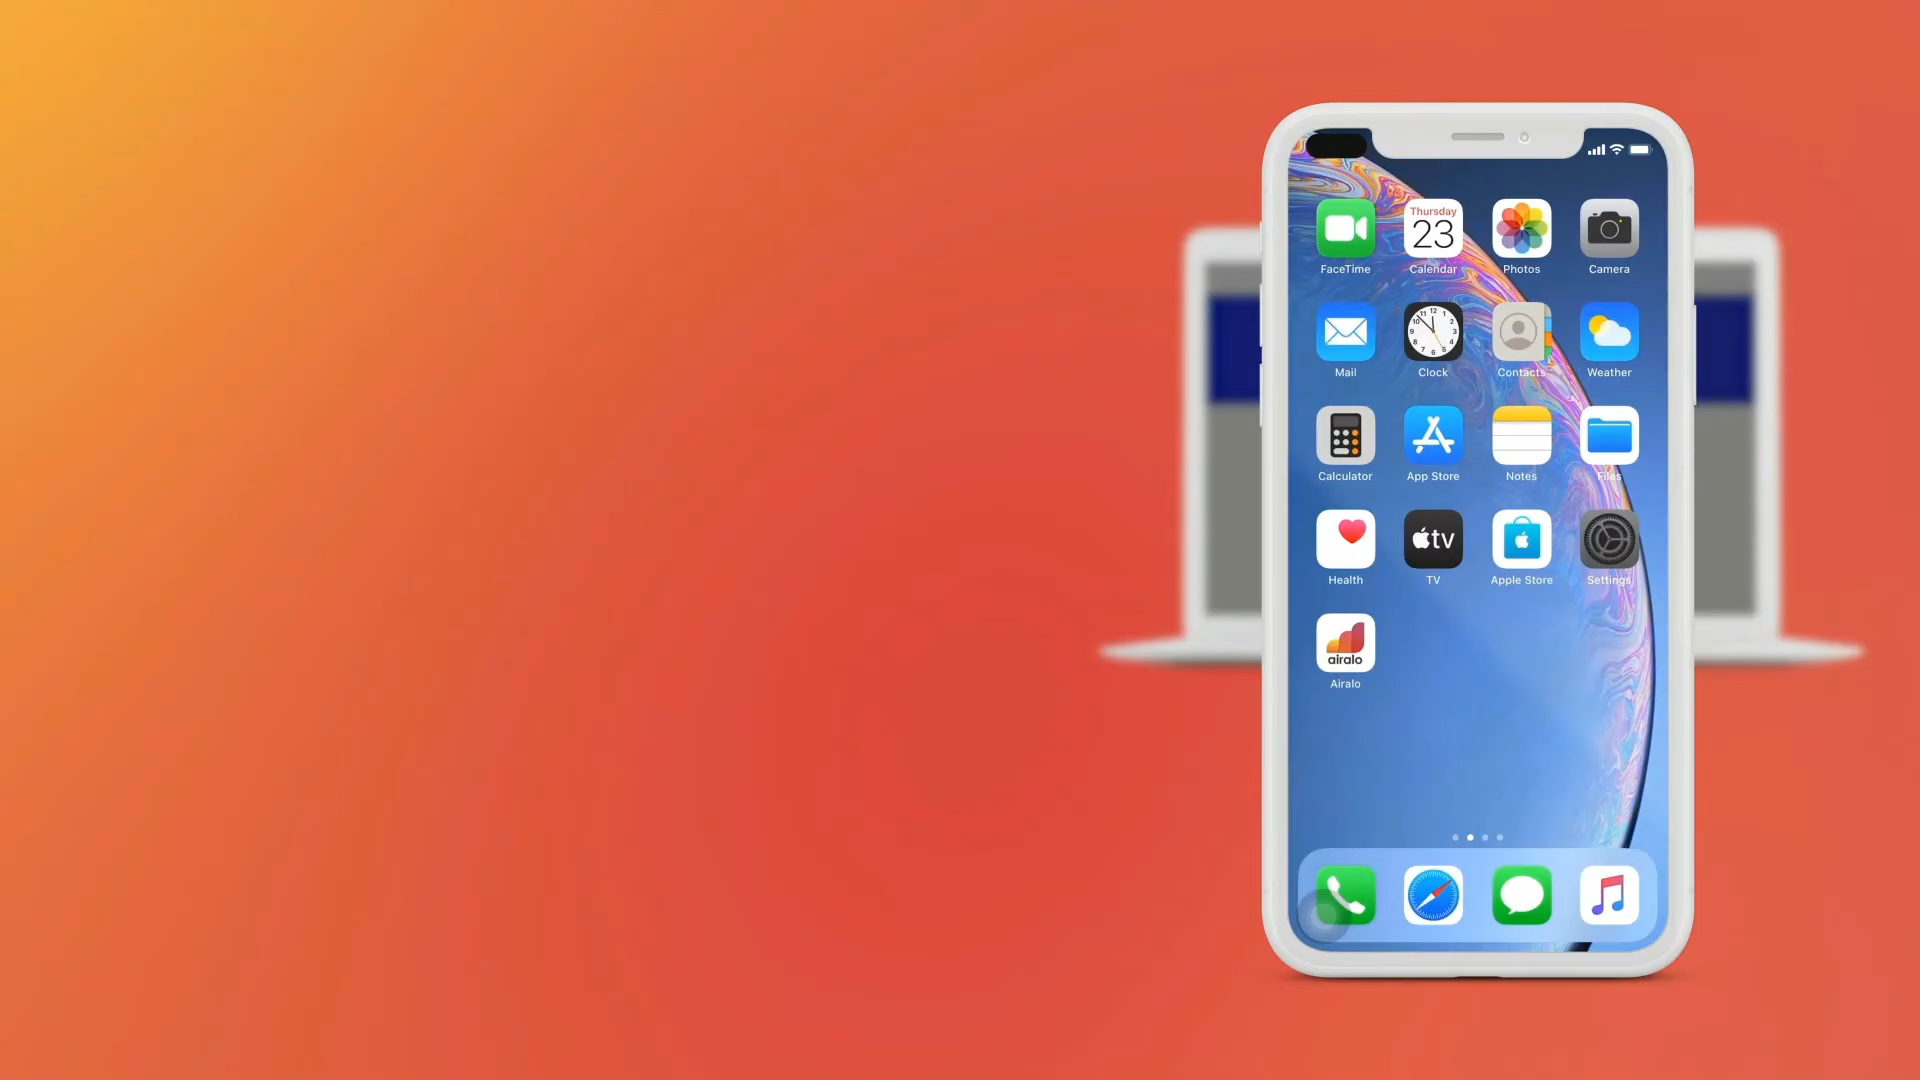 Thursday
23
FaceTime
Calendar
Photos
Camera
Mail
Clock
Contacts
Weather
Calculator
App Store
Notes
Files
tv
Health
TV
Apple Store
Settings
airalo
Airalo